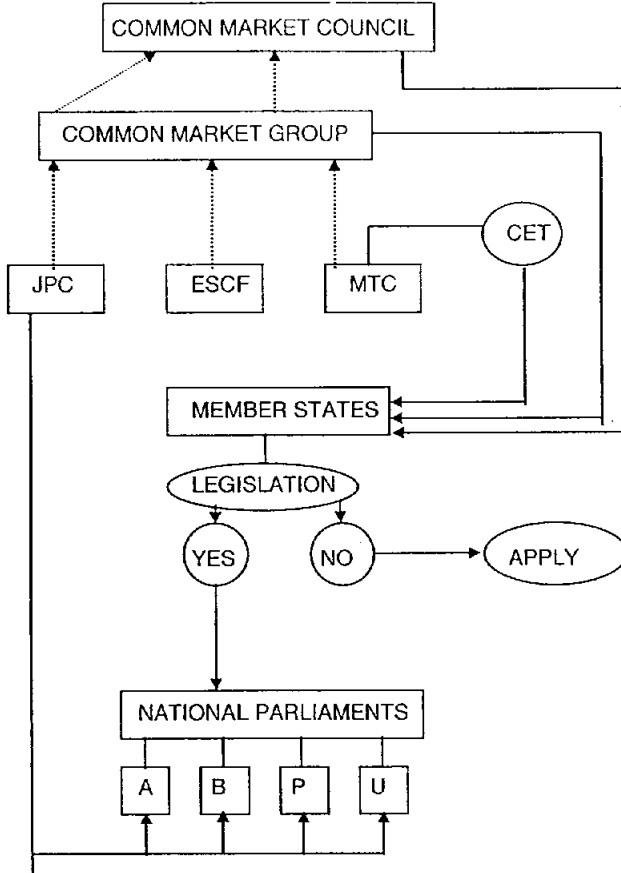 COMMON MARKET COUNCIL
COMMON MARKET GROUP
CET
JPC
ESCF
MTC
MEMBER STATES
LEGISLATION
YES
NO
APPLY
NATIONAL PARLIAMENTS
A
B
P
U